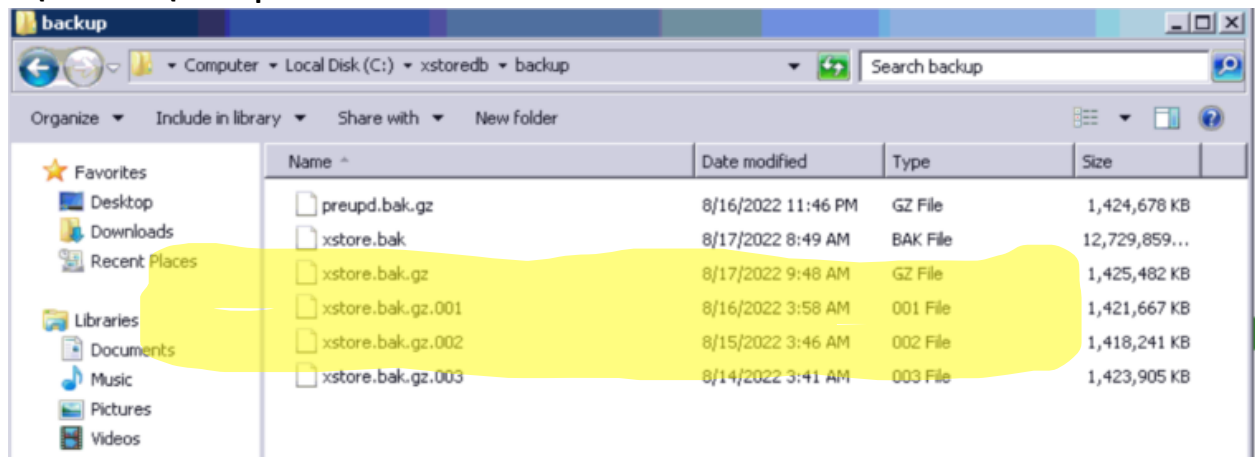 backup
Computer Local Disk (C:) xstoredb backup Search backup
Organize Include in library Share with New folder
Favorites
Desktop
Downloads
Recent Places
Libraries
Documents
Music
Pictures
Videos
Name Date modified Type Size
preupd.bak.gz 8/16/2022 11:46 PM GZ File 1,424,678 KB
xstore.bak 8/17/2022 8:49 AM BAK File 12,729,859...
xstore.bak.gz 8/17/2022 9:48 AM GZ File 1,425,482 KB
xstore.bak.gz.001 8/16/2022 3:58 AM 001 File 1,421,667 KB
xstore.bak.gz.002 8/15/2022 3:46 AM 002 File 1,418,241 KB
xstore.bak.gz.003 8/14/2022 3:41 AM 003 File 1,423,905 KB